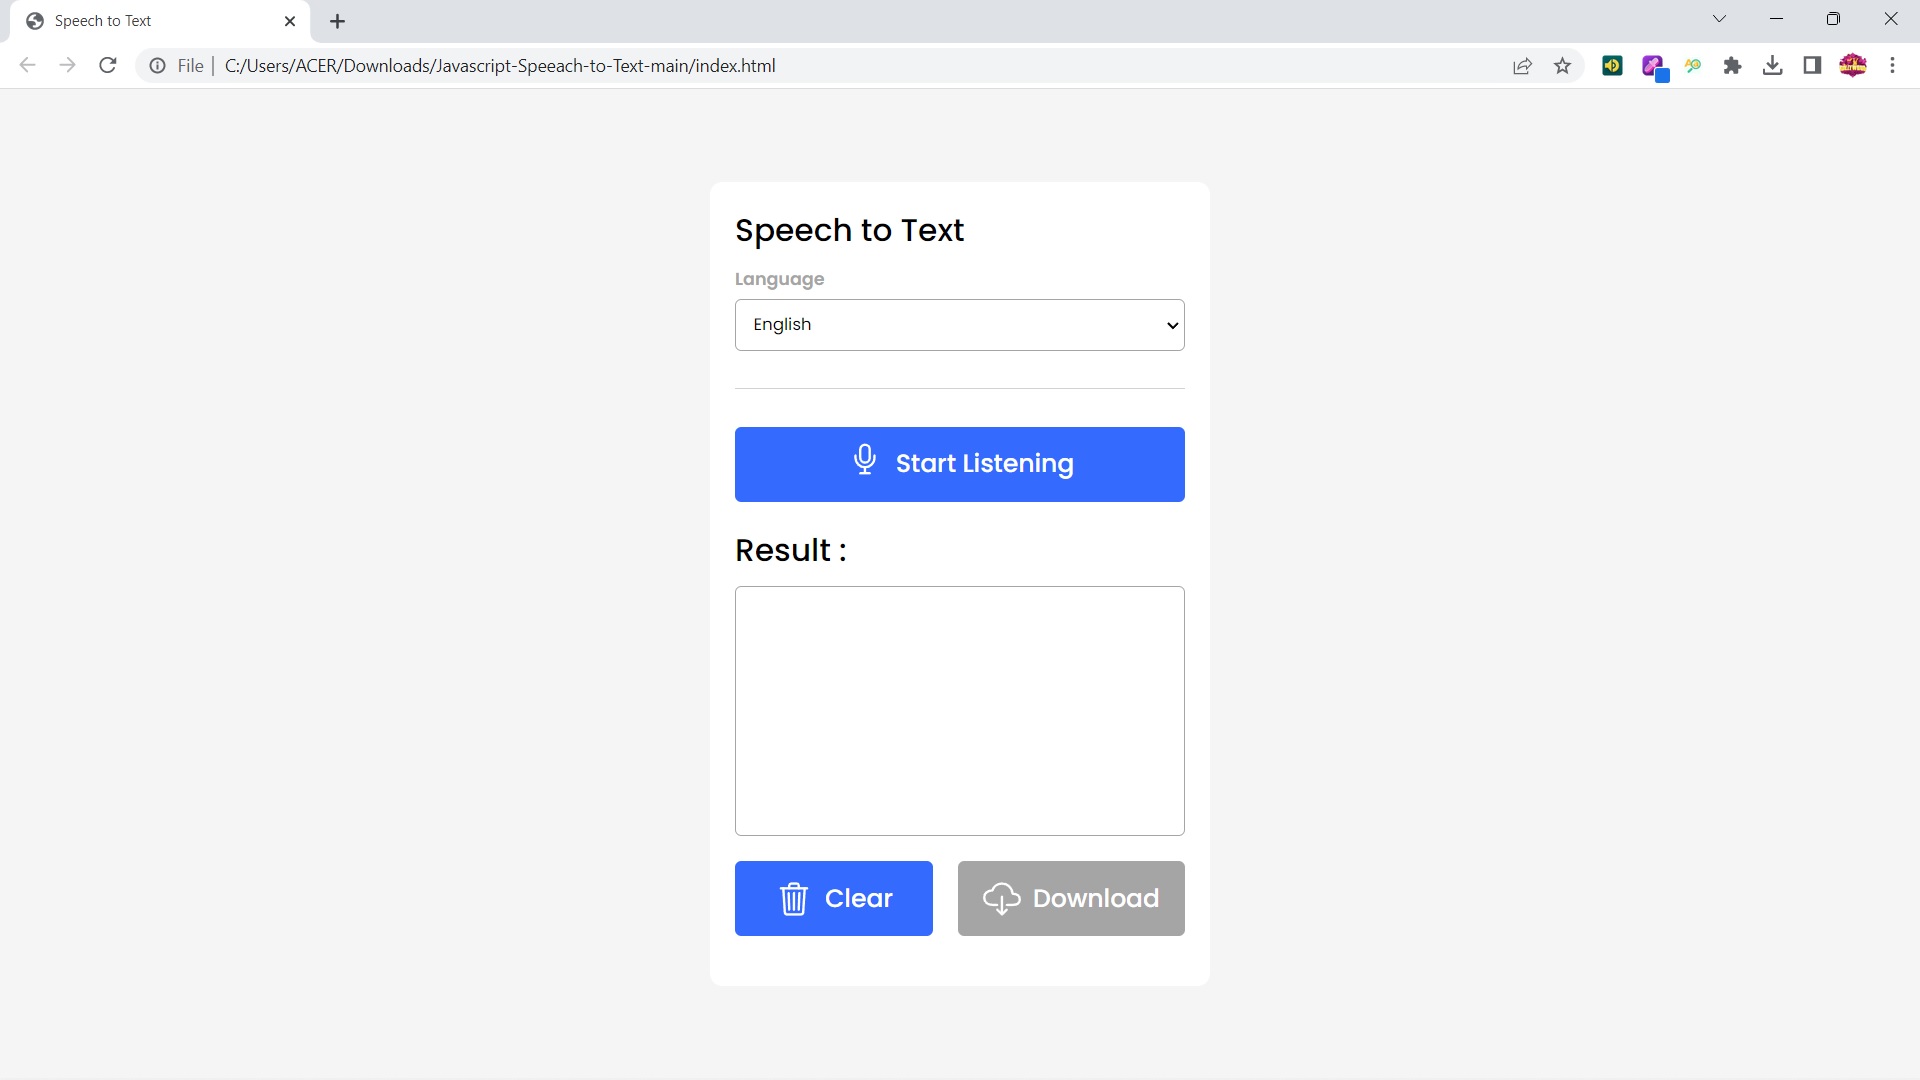 Speech to Text
File | C:/Users/ACER/Downloads/Javascript-Speeach-to-Text-main/index.html
Speech to Text
Language
English
Start Listening
Result :
Clear
Download